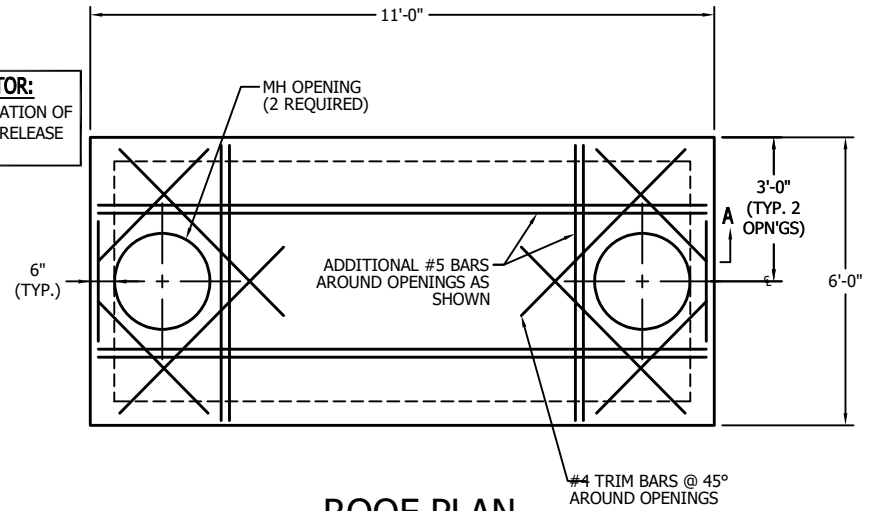 11'-0"
TOR:
ATION OF
RELEASE
MH OPENING
(2 REQUIRED)
3'-0"
(TYP. 2
OPN'GS)
A
6"
(TYP.)
ADDITIONAL #5 BARS
AROUND OPENINGS AS
SHOWN
℄
6'-0"
#4 TRIM BARS @ 45°
AROUND OPENINGS
ROOF PLAN